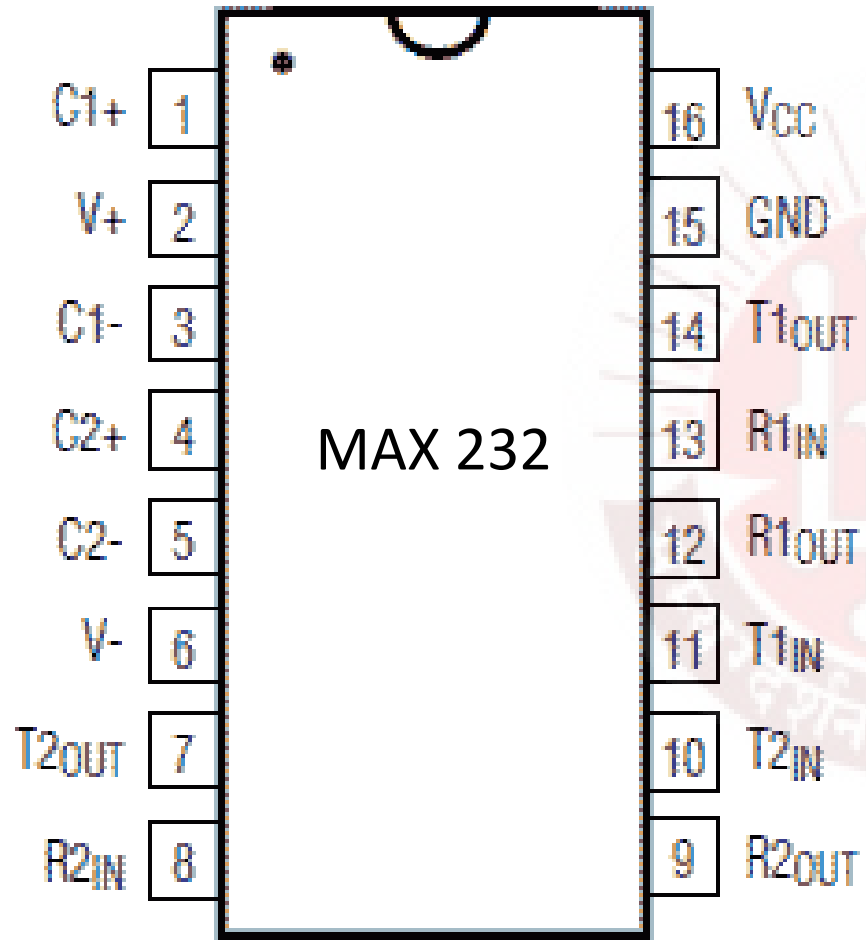 C1+ 1 16 VCC
V+ 2 15 GND
C1- 3 14 T1OUT
C2+ 4 13 R1IN
MAX 232
C2- 5 12 R1OUT
V- 6 11 T1IN
T2OUT 7 10 T2IN
R2IN 8 9 R2OUT